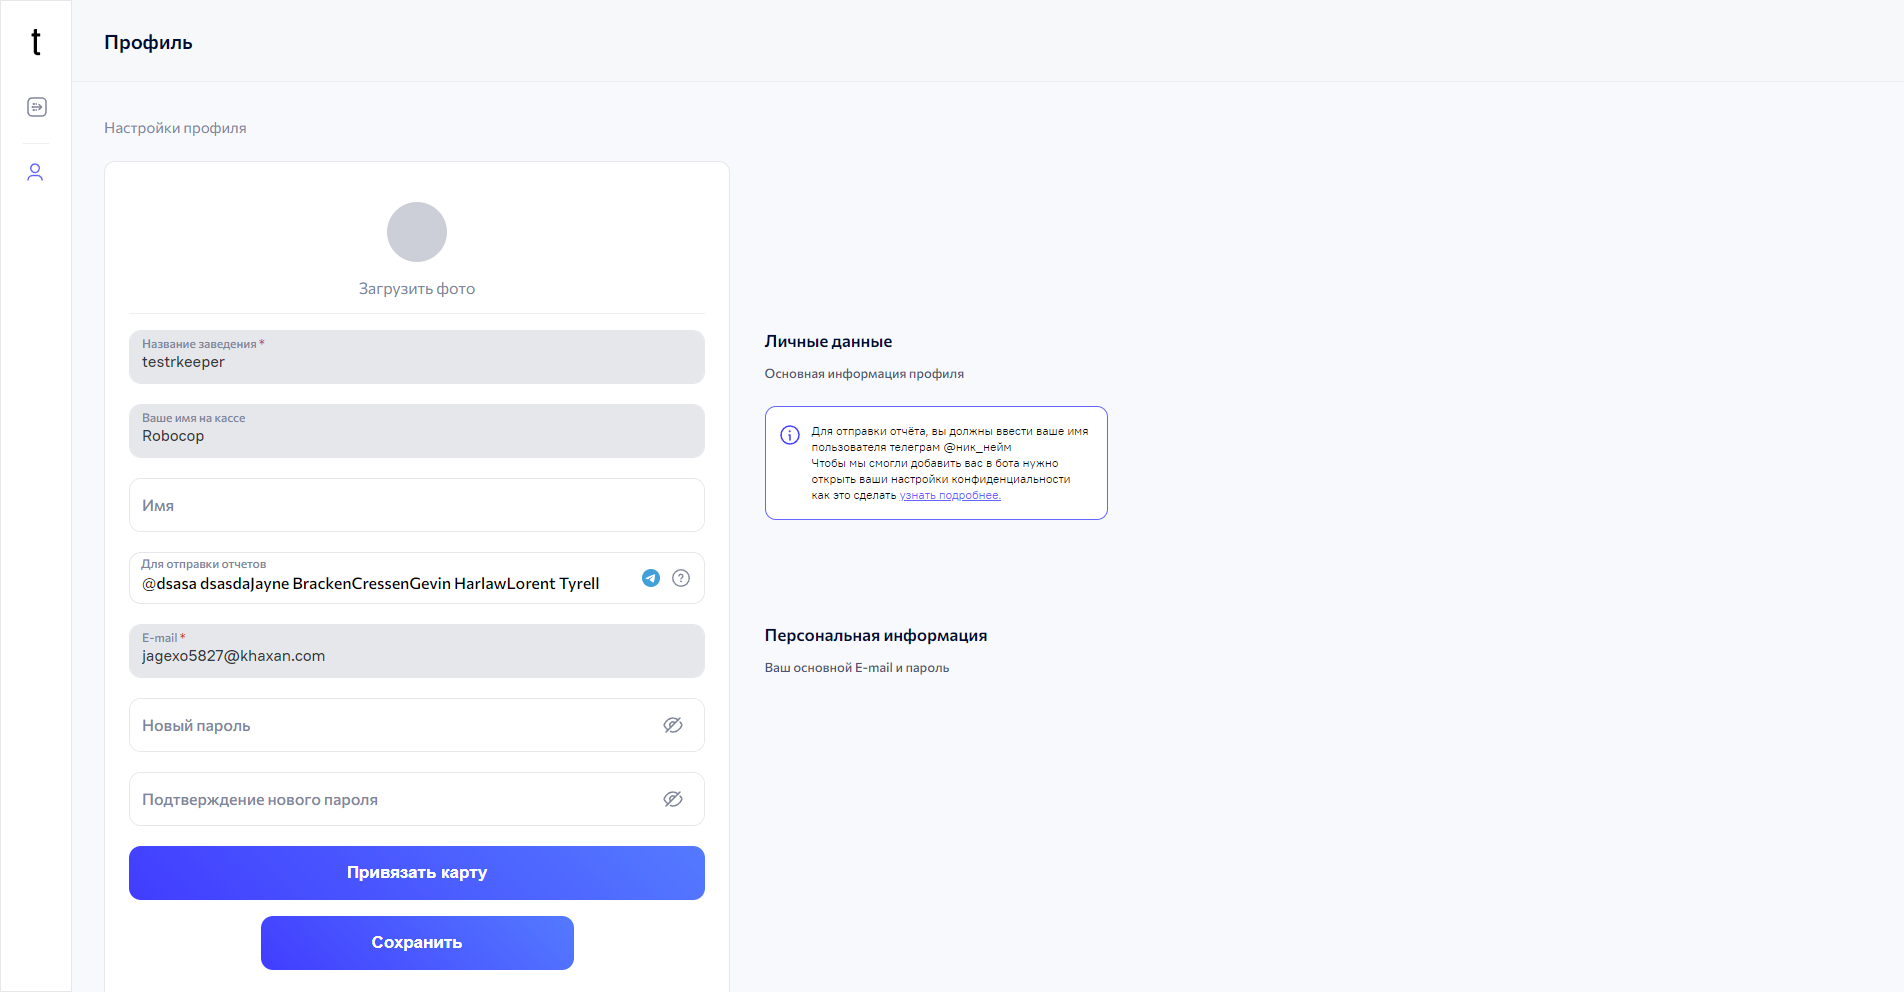 t
Профиль
Настройки профиля
Загрузить фото
Название заведения *
testrkeeper
Ваше имя на кассе
Robocop
Имя
Для отправки отчетов
@dsasa dsasdaJayne BrackenCressenGevin HarlawLorent Tyrell
E-mail *
jagexo5827@khaxan.com
Новый пароль
Подтверждение нового пароля
Привязать карту
Сохранить
Личные данные
Основная информация профиля
Для отправки отчёта, вы должны ввести ваше имя
пользователя телеграм @ник_нейм
Чтобы мы смогли добавить вас в бота нужно
открыть ваши настройки конфиденциальности
как это сделать узнать подробнее.
Персональная информация
Ваш основной E-mail и пароль